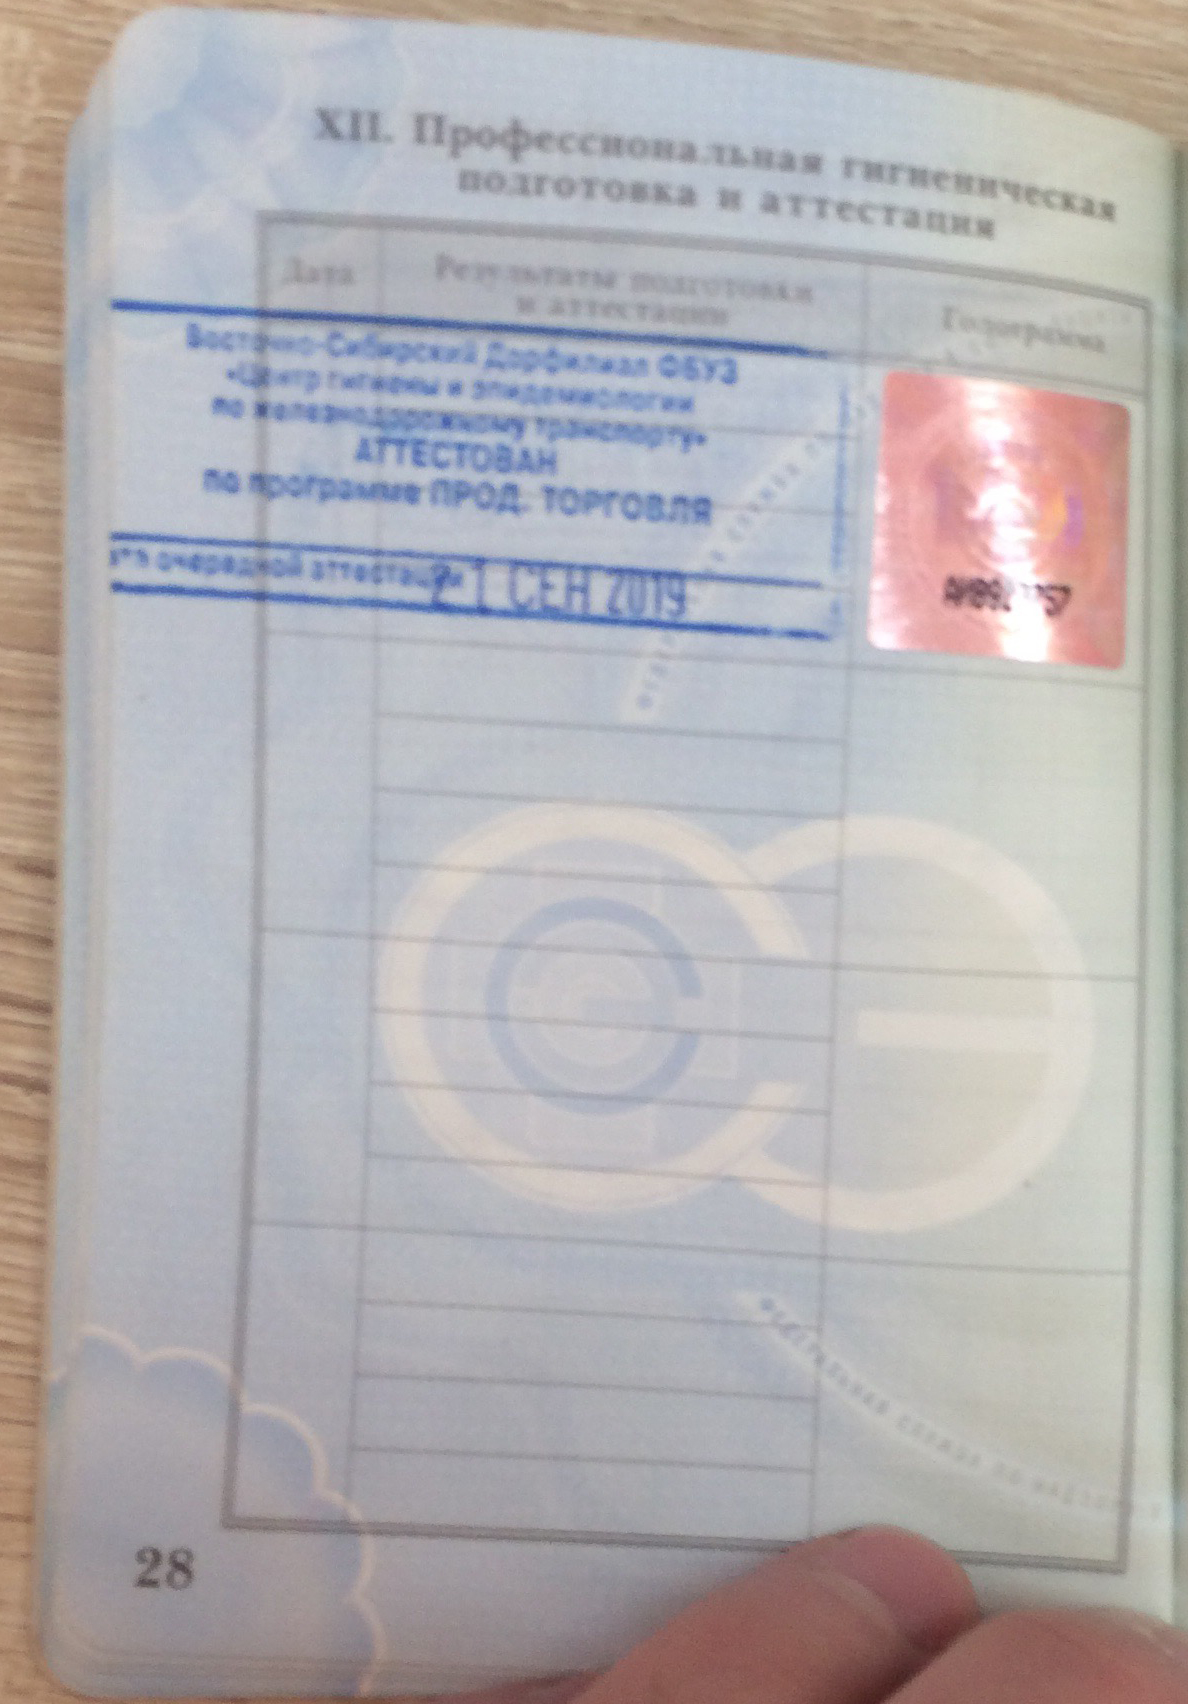 XII. Профессиональная гигиеническая
подготовка и аттестация
Дата
Результаты подготовки
и аттестации
Голограмма
Восточно-Сибирский Дорфилиал ФБУЗ
«Центр гигиены и эпидемиологии
по железнодорожному транспорту»
АТТЕСТОВАН
по программе ПРОД. ТОРГОВЛЯ
очередной аттестации 21 СЕН 2019
28